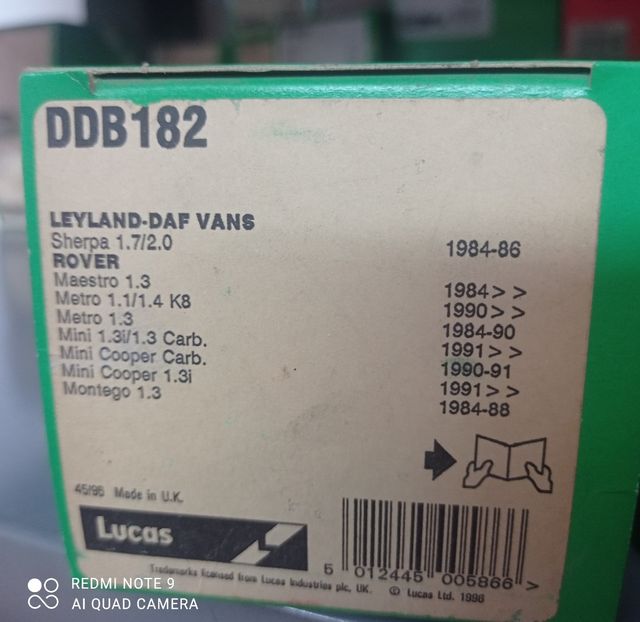 DDB182
LEYLAND-DAF VANS
Sherpa 1.7/2.0 1984-86
ROVER
Maestro 1.3 1984>>
Metro 1.1/1.4 K8 1990>>
Metro 1.3 1984-90
Mini 1.3i/1.3 Carb. 1991>>
Mini Cooper Carb. 1990-91
Mini Cooper 1.3i 1991>>
Montego 1.3 1984-88
45/96 Made in U.K.
Lucas
5 012445 005866 >
Trademarks licensed from Lucas Industries plc, UK. © Lucas Ltd. 1996
REDMI NOTE 9
AI QUAD CAMERA